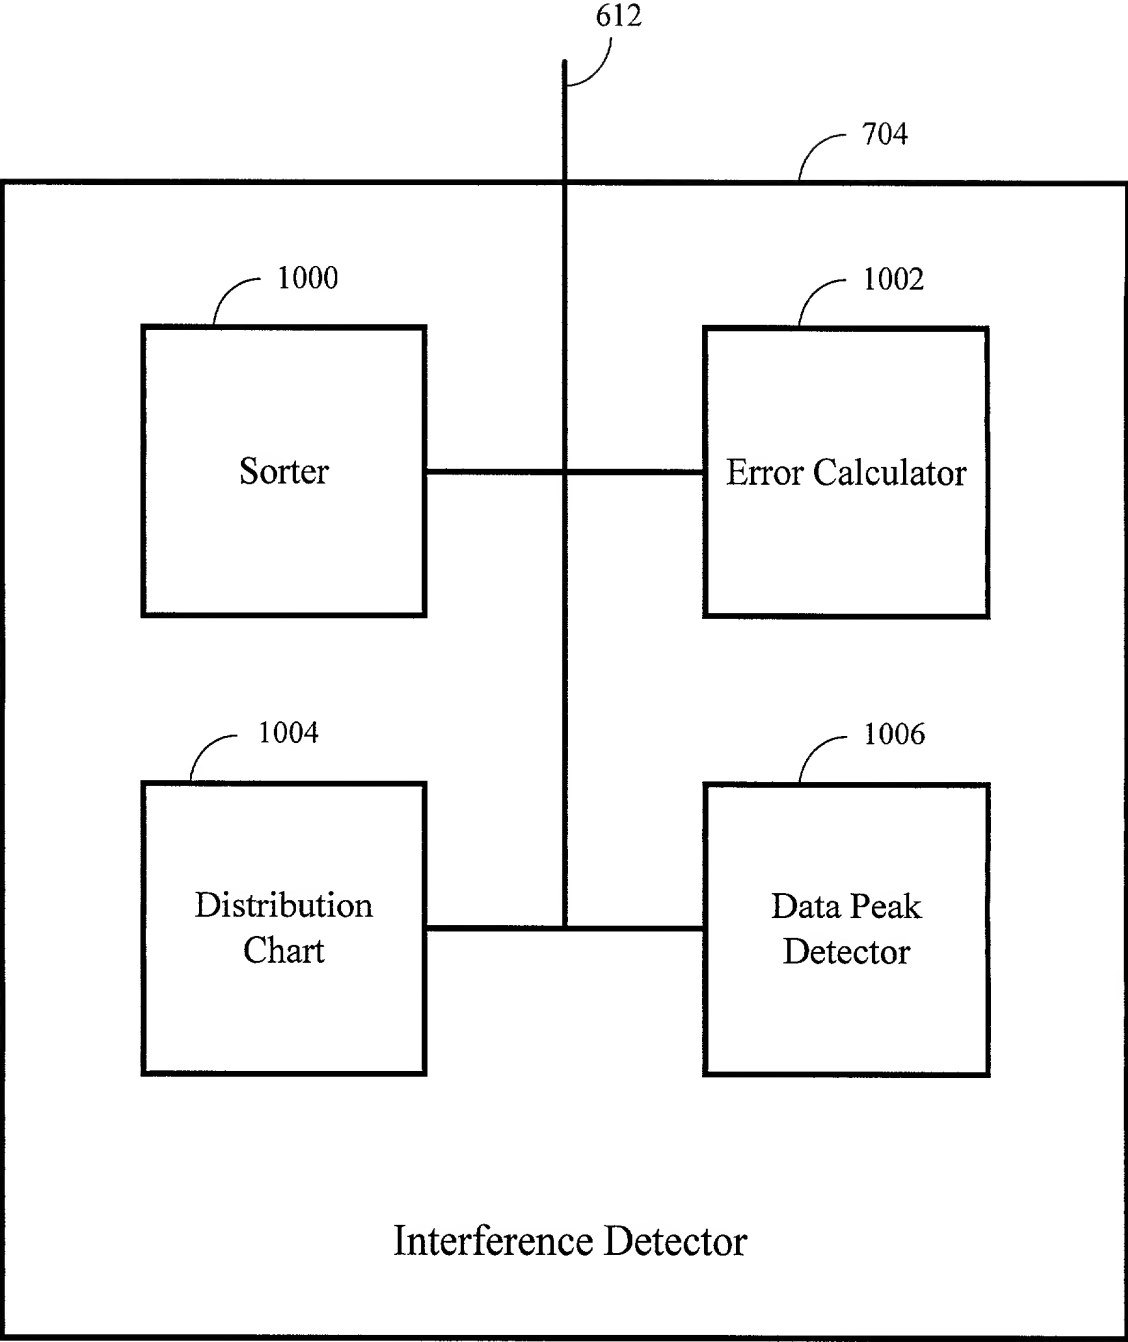 612
704
1000
1002
Sorter
Error Calculator
1004
1006
Distribution
Chart
Data Peak
Detector
Interference Detector